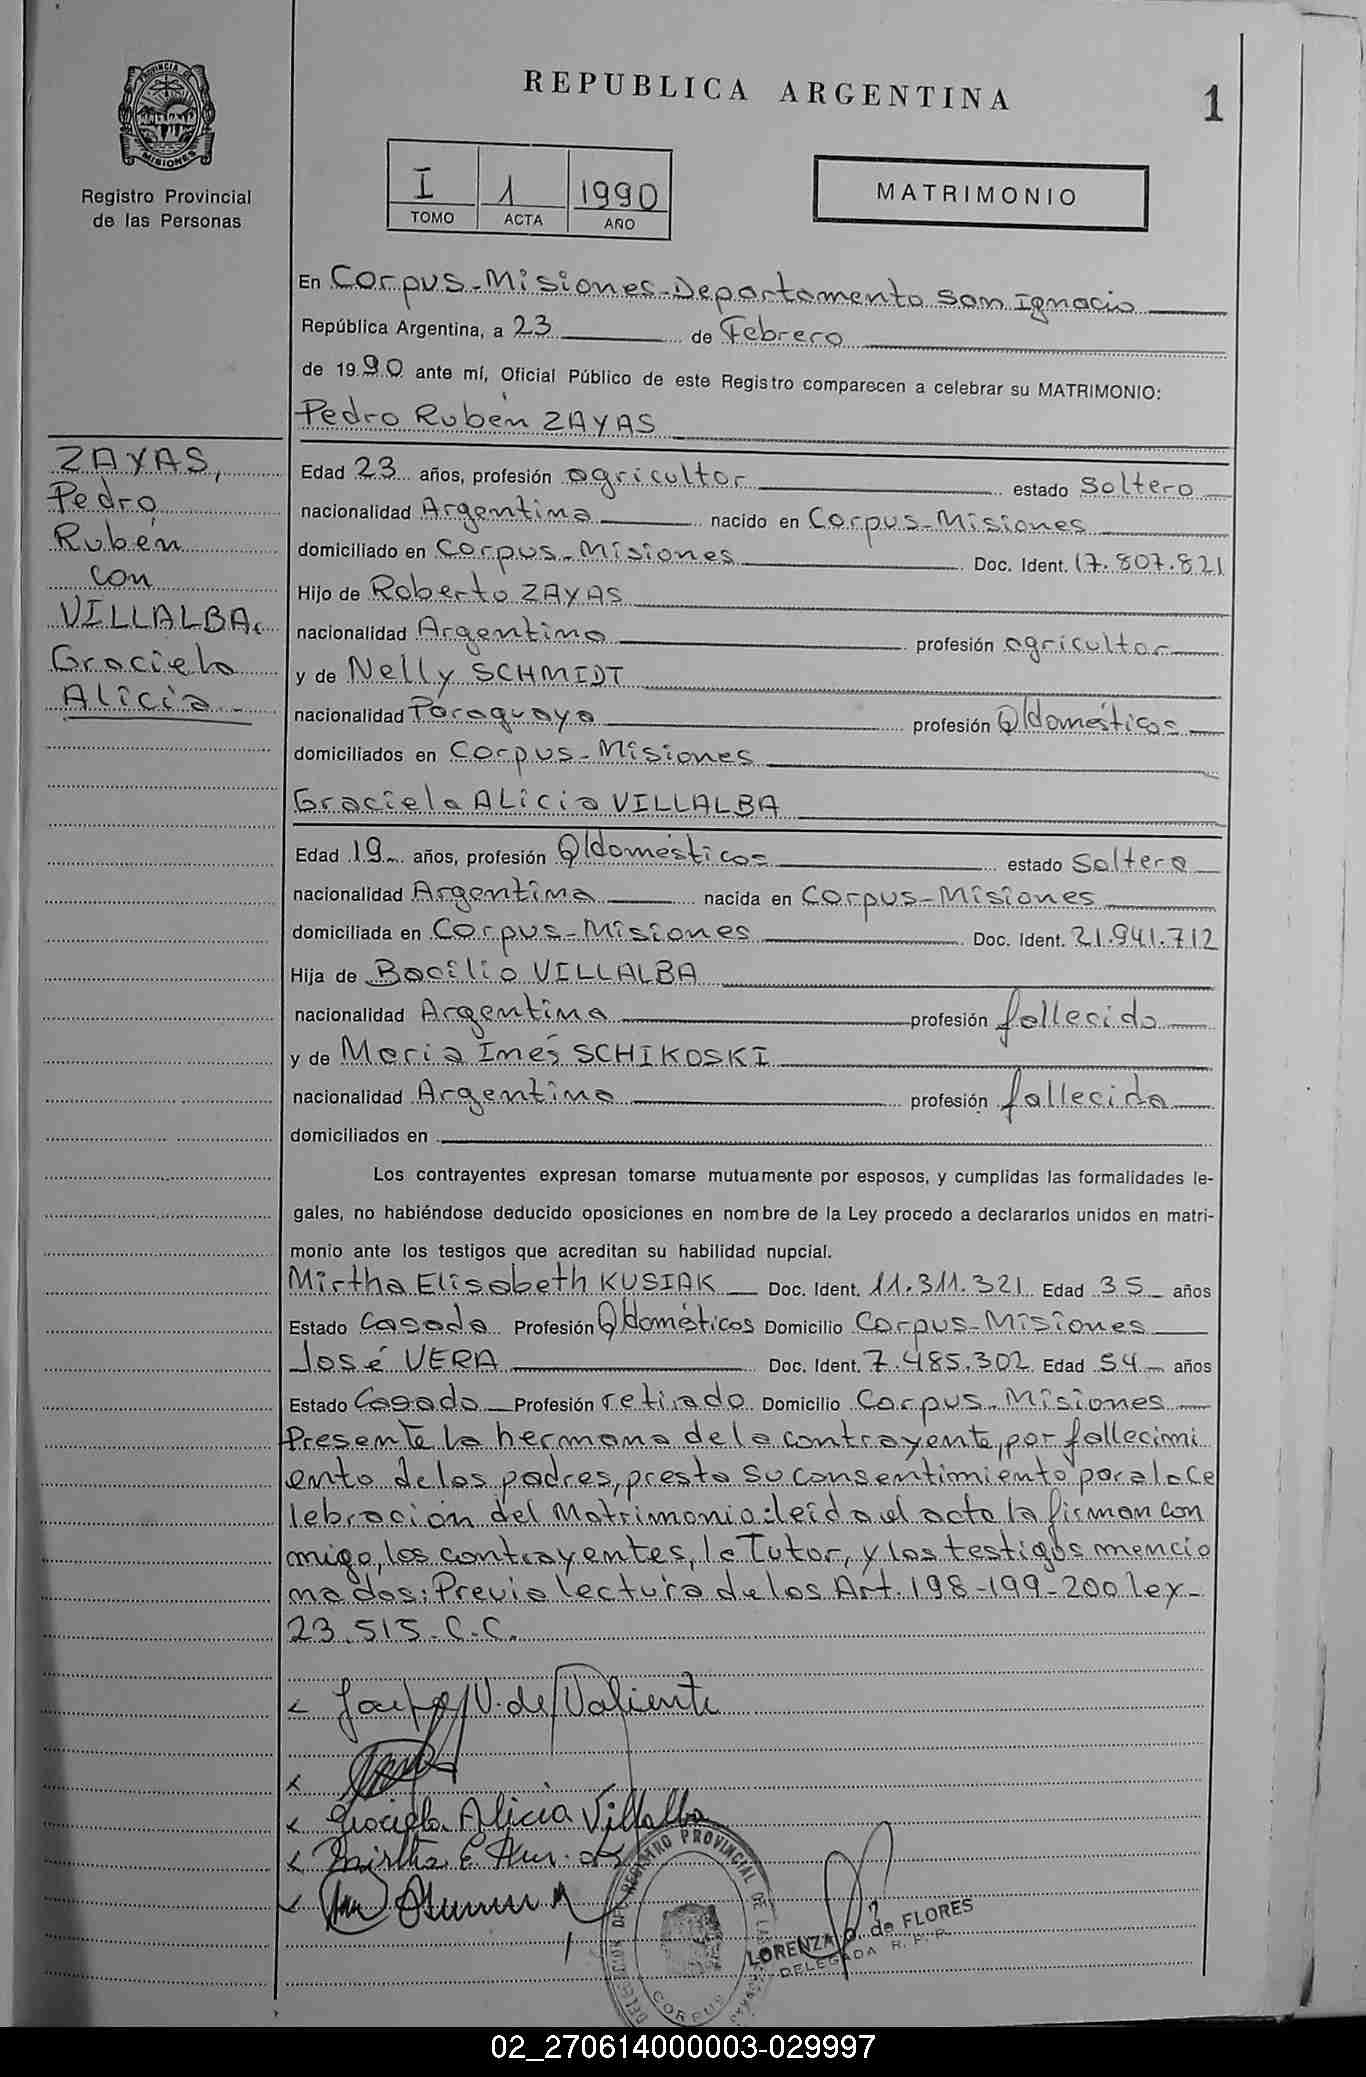 REPUBLICA ARGENTINA
1
PROVINCIA DE
MISIONES
Registro Provincial
de las Personas
I 1 1990
TOMO ACTA AÑO
MATRIMONIO
En Corpus-Misiones-Departamento San Ignacio
República Argentina, a 23 de Febrero
de 1990 ante mí, Oficial Público de este Registro comparecen a celebrar su MATRIMONIO:
Pedro Rubén ZAYAS
ZAYAS,
Pedro
Rubén
con
VILLALBA,
Graciela
Alicia
Edad 23 años, profesión agricultor estado Soltero
nacionalidad Argentina nacido en Corpus-Misiones
domiciliado en Corpus-Misiones Doc. Ident. 17.807.821
Hijo de Roberto ZAYAS
nacionalidad Argentino profesión agricultor
y de Nelly SCHMIDT
nacionalidad Paraguaya profesión Q/domésticos
domiciliados en Corpus-Misiones
Graciela ALicia VILLALBA
Edad 19 años, profesión Q/domésticos estado Soltera
nacionalidad Argentina nacida en Corpus-Misiones
domiciliada en Corpus-Misiones Doc. Ident. 21.941.712
Hija de Bacilio VILLALBA
nacionalidad Argentina profesión fallecido
y de Maria Inés SCHIKOSKI
nacionalidad Argentina profesión fallecida
domiciliados en
Los contrayentes expresan tomarse mutuamente por esposos, y cumplidas las formalidades le-
gales, no habiéndose deducido oposiciones en nombre de la Ley procedo a declararlos unidos en matri-
monio ante los testigos que acreditan su habilidad nupcial.
Mirtha Elisabeth KUSIAK Doc. Ident. 11.311.321 Edad 35 años
Estado Casada Profesión Q/domésticos Domicilio Corpus-Misiones
José VERA Doc. Ident. 7.485.302 Edad 54 años
Estado Casado Profesión retirado Domicilio Corpus-Misiones
Presente la hermana de la contrayente, por fallecimi
ento de los padres, presta su consentimiento para la ce
lebración del Matrimonio: leída el acta la firman con
migo, los contrayentes, la Tutor, y los testigos mencio
nados: Previa lectura de los Art. 198-199-200 ley-
23.515-C.C.
V. de Valiente
Graciela Alicia Villalba
Mirtha E.
DELEGACION DEL REGISTRO PROVINCIAL DE LAS
CORPUS
LORENZA G. de FLORES
DELEGADA R. P. P.
02_270614000003-029997